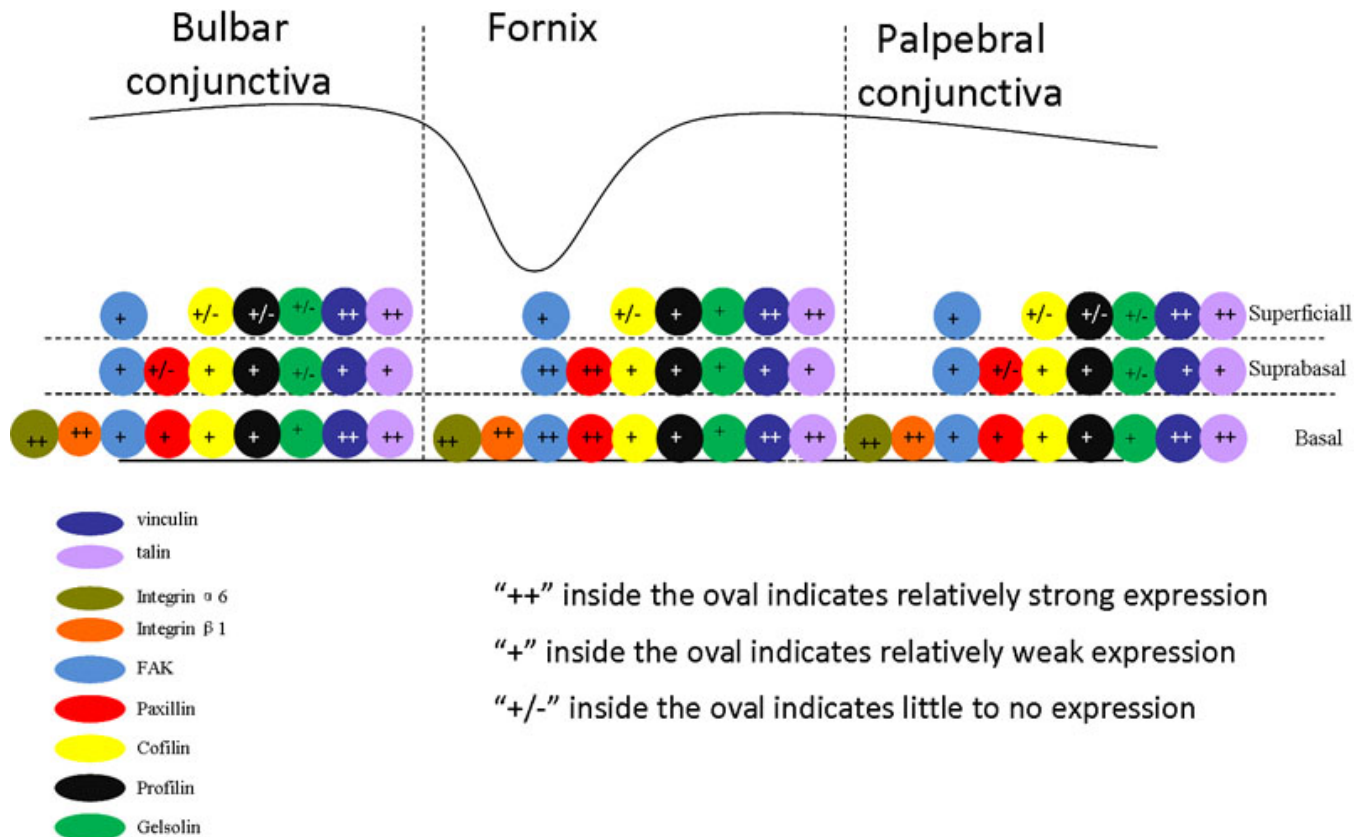 Bulbar
conjunctiva
Fornix
Palpebral
conjunctiva
+ +/- +/- +/- ++ ++ + +/- + + ++ ++ + +/- +/- +/- ++ ++ Superficiall
+ +/- + + +/- + + ++ ++ + + + + + + +/- + + +/- + + Suprabasal
++ ++ + + + + + ++ ++ ++ ++ ++ ++ + + + ++ ++ ++ ++ + + + + + ++ ++ Basal
vinculin
talin
Integrin α 6
Integrin β 1
FAK
Paxillin
Cofilin
Profilin
Gelsolin
“++” inside the oval indicates relatively strong expression
“+” inside the oval indicates relatively weak expression
“+/-” inside the oval indicates little to no expression